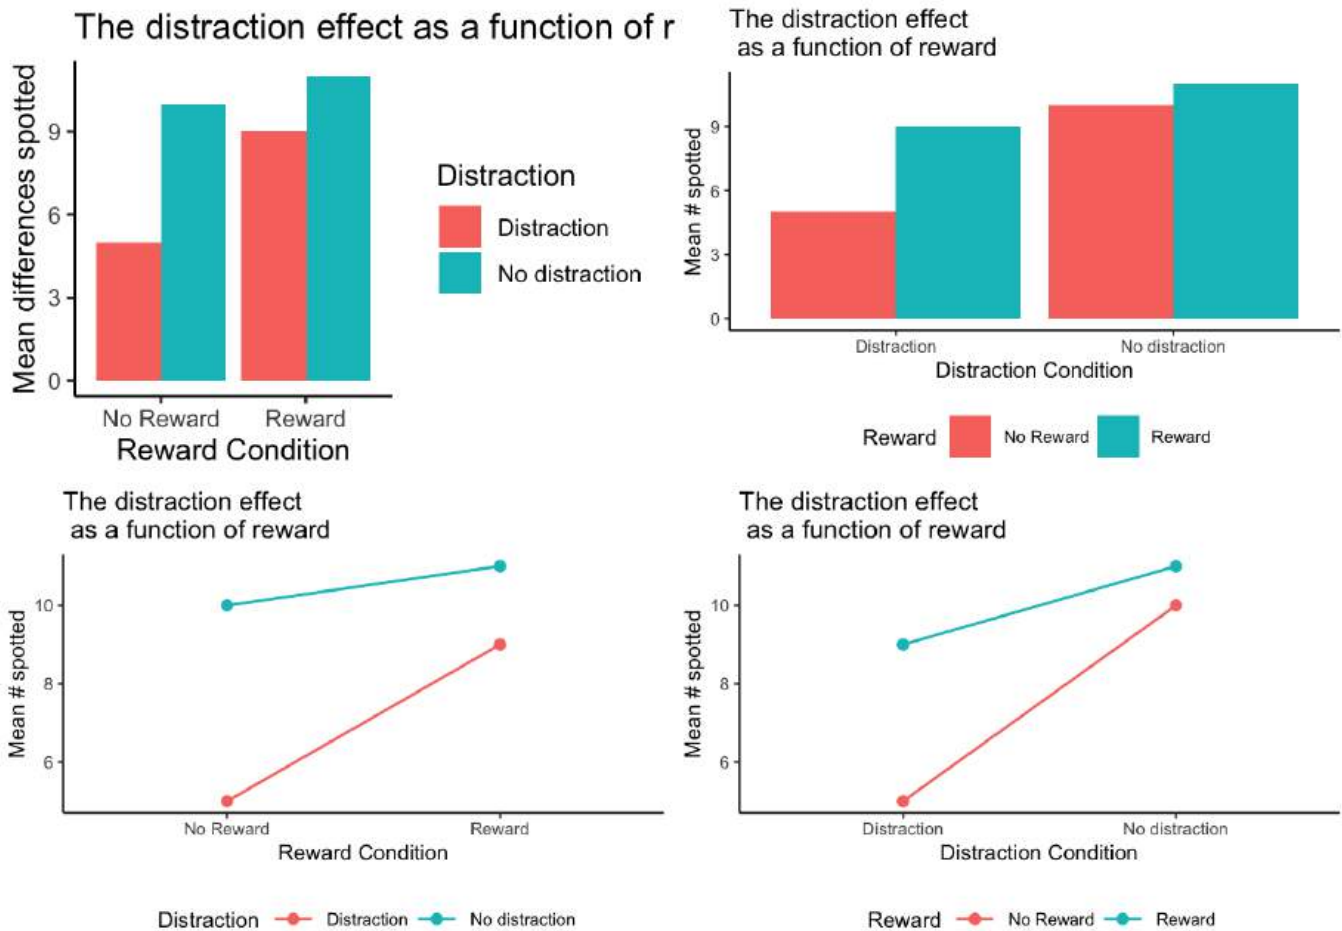 The distraction effect as a function of r
Mean differences spotted
9
6
3
0
No Reward Reward
Reward Condition
Distraction
Distraction
No distraction
The distraction effect
as a function of reward
Mean # spotted
9
6
3
0
Distraction No distraction
Distraction Condition
Reward No Reward Reward
The distraction effect
as a function of reward
Mean # spotted
10
8
6
No Reward Reward
Reward Condition
Distraction Distraction No distraction
The distraction effect
as a function of reward
Mean # spotted
10
8
6
Distraction No distraction
Distraction Condition
Reward No Reward Reward